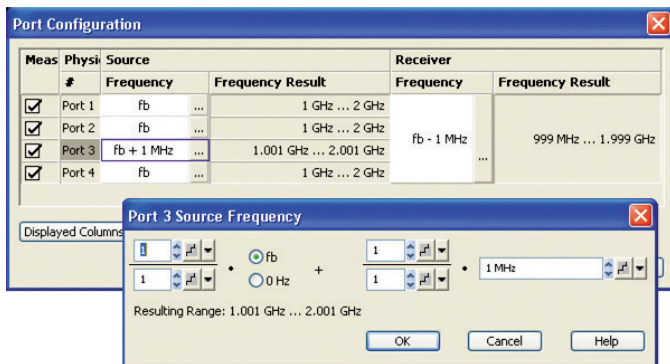 Port Configuration
Meas Physi Source Receiver
# Frequency Frequency Result Frequency Frequency Result
Port 1 fb ... 1 GHz ... 2 GHz
Port 2 fb ... 1 GHz ... 2 GHz
fb - 1 MHz ... 999 MHz ... 1.999 GHz
Port 3 fb + 1 MHz ... 1.001 GHz ... 2.001 GHz
Port 4 fb ... 1 GHz ... 2 GHz
Displayed Columns
Port 3 Source Frequency
1 fb 1
• + • 1 MHz
1 0 Hz 1
Resulting Range: 1.001 GHz ... 2.001 GHz
OK Cancel Help